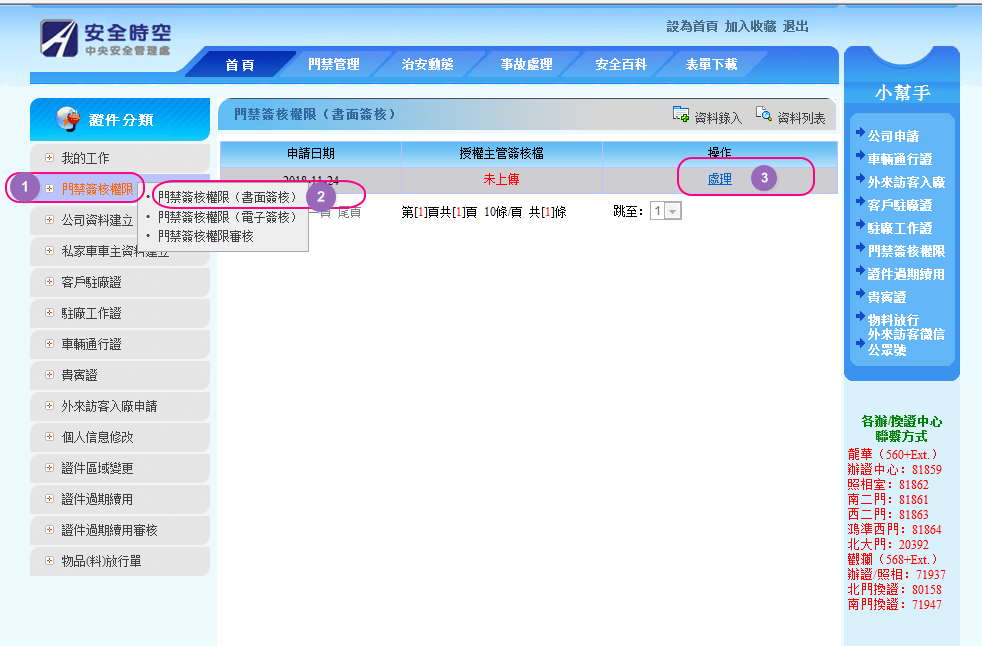 設為首頁 加入收藏 退出
安全時空
中央安全管理處
首頁 門禁管理 治安動態 事故處理 安全百科 表單下載
證件分類
我的工作
1 門禁簽核權限
公司資料建立
客戶駐廠證
駐廠工作證
車輛通行證
貴賓證
外來訪客入廠申請
個人信息修改
證件區域變更
證件過期續用
證件過期續用審核
物品(料)放行單
• 門禁簽核權限（書面簽核） 2
• 門禁簽核權限（電子簽核）
• 門禁簽核權限審核
門禁簽核權限（書面簽核）
資料錄入 資料列表
申請日期 授權主管簽核檔 操作
2018-11-24 未上傳 處理 3
尾頁 第[1]頁共[1]頁 10條/頁 共[1]條 跳至： 1
小幫手
公司申請
車輛通行證
外來訪客入廠
客戶駐廠證
駐廠工作證
門禁簽核權限
證件過期續用
貴賓證
物料放行
外來訪客微信
公眾號
各辦/換證中心
聯繫方式
龍華（560+Ext.）
辦證中心：81859
照相室：81862
南二門：81861
西二門：81863
鴻準西門：81864
北大門：20392
觀瀾（568+Ext.）
辦證/照相：71937
北門換證：80158
南門換證：71947